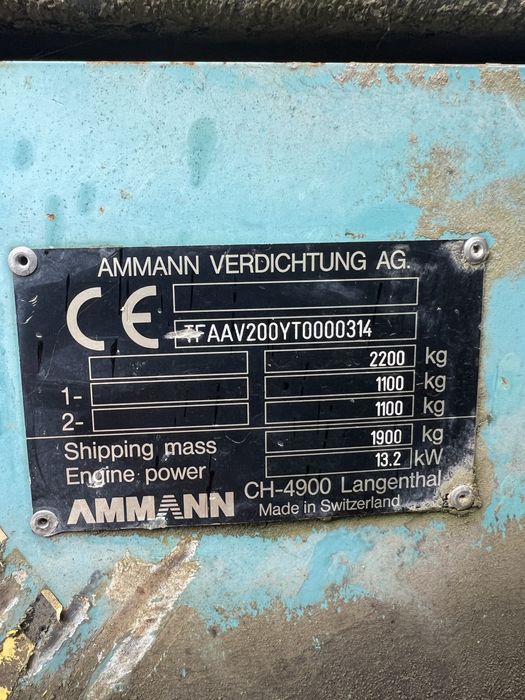 AMMANN VERDICHTUNG AG.
CE
TFAAV200YT0000314
2200 kg
1- 1100 kg
2- 1100 kg
Shipping mass 1900 kg
Engine power 13.2 kW
AMMANN CH-4900 Langenthal
Made in Switzerland